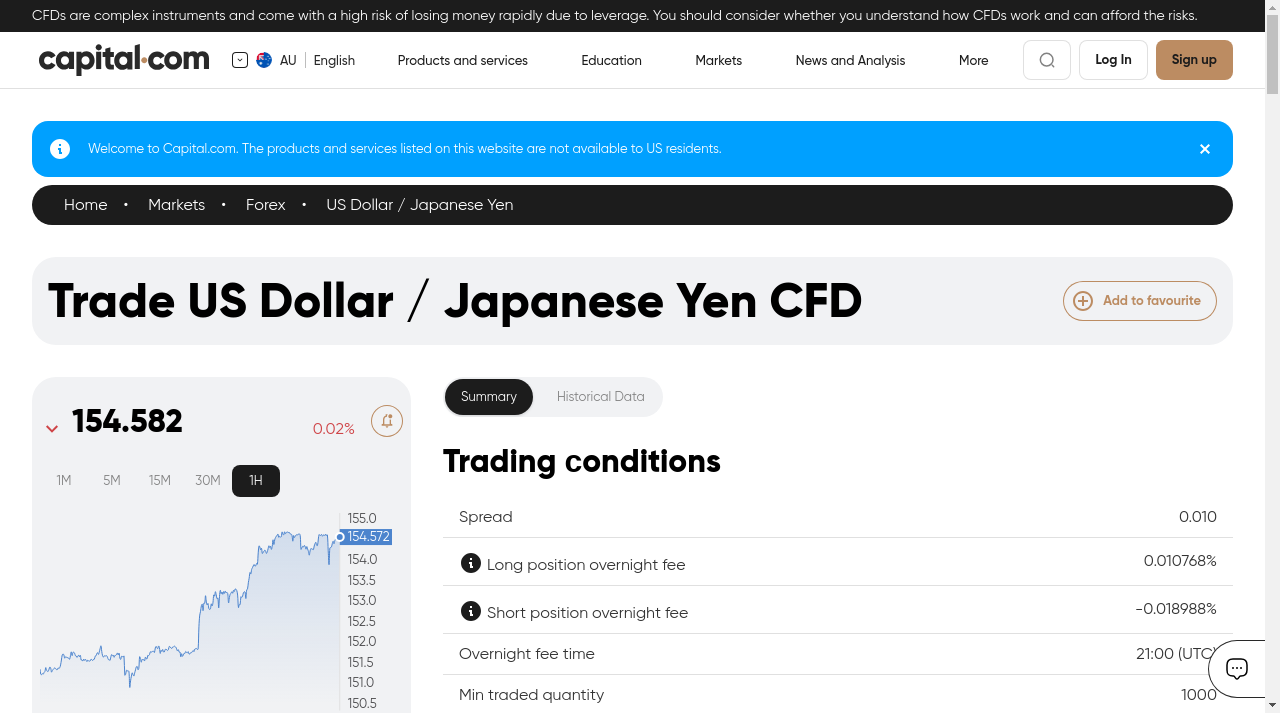 CFDs are complex instruments and come with a high risk of losing money rapidly due to leverage. You should consider whether you understand how CFDs work and can afford the risks.
capital.com AU English Products and services Education Markets News and Analysis More Log In Sign up
Welcome to Capital.com. The products and services listed on this website are not available to US residents.
Home • Markets • Forex • US Dollar / Japanese Yen
Trade US Dollar / Japanese Yen CFD
Add to favourite
154.582
0.02%
1M 5M 15M 30M 1H
155.0
154.572
154.0
153.5
153.0
152.5
152.0
151.5
151.0
150.5
Summary Historical Data
Trading conditions
Spread 0.010
Long position overnight fee 0.010768%
Short position overnight fee -0.018988%
Overnight fee time 21:00 (UTC)
Min traded quantity 1000